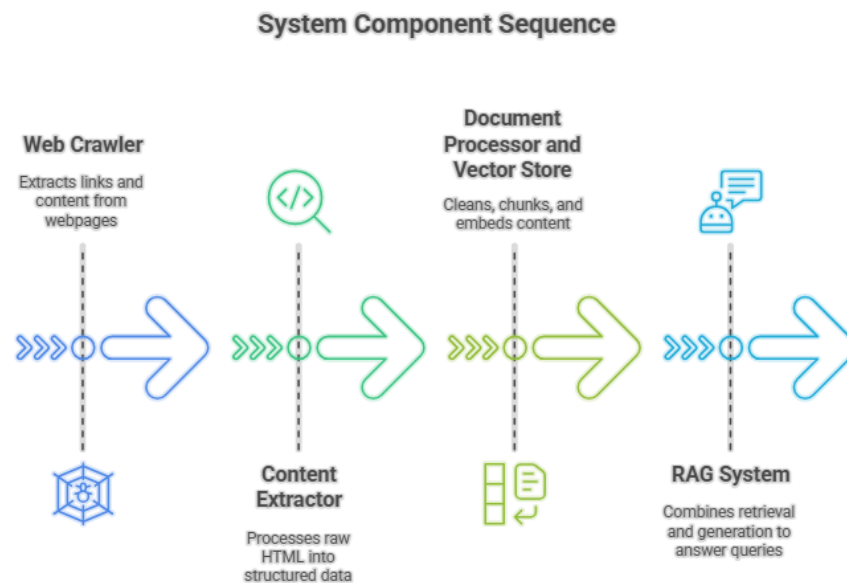 System Component Sequence
Web Crawler
Extracts links and
content from
webpages
</>
Content
Extractor
Processes raw
HTML into
structured data
Document
Processor and
Vector Store
Cleans, chunks, and
embeds content
RAG System
Combines retrieval
and generation to
answer queries